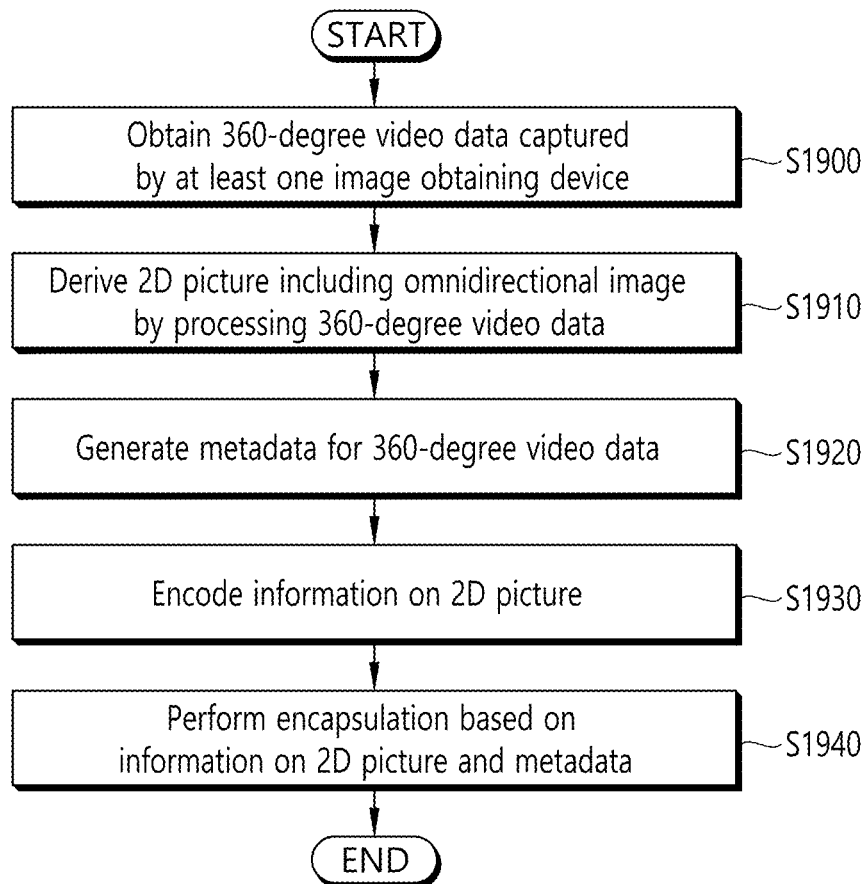 START
Obtain 360-degree video data captured
by at least one image obtaining device
S1900
Derive 2D picture including omnidirectional image
by processing 360-degree video data
S1910
Generate metadata for 360-degree video data
S1920
Encode information on 2D picture
S1930
Perform encapsulation based on
information on 2D picture and metadata
S1940
END